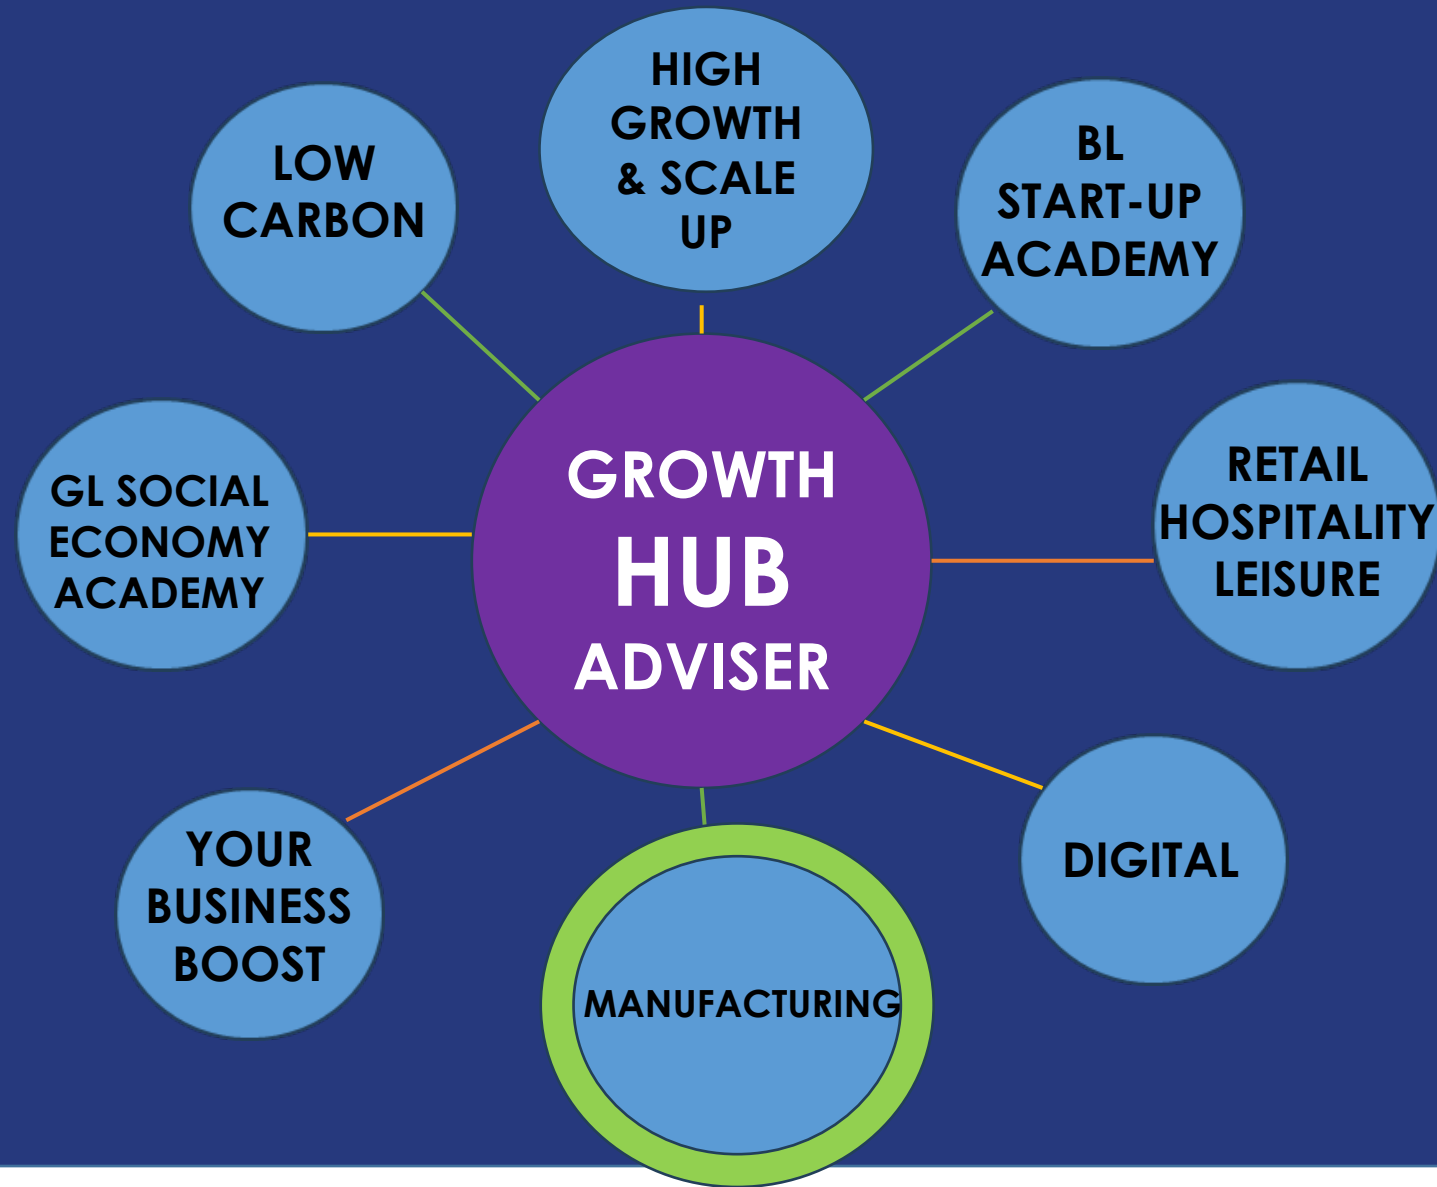 HIGH
GROWTH
& SCALE
UP
LOW
CARBON
BL
START-UP
ACADEMY
GL SOCIAL
ECONOMY
ACADEMY
GROWTH
HUB
ADVISER
RETAIL
HOSPITALITY
LEISURE
YOUR
BUSINESS
BOOST
MANUFACTURING
DIGITAL